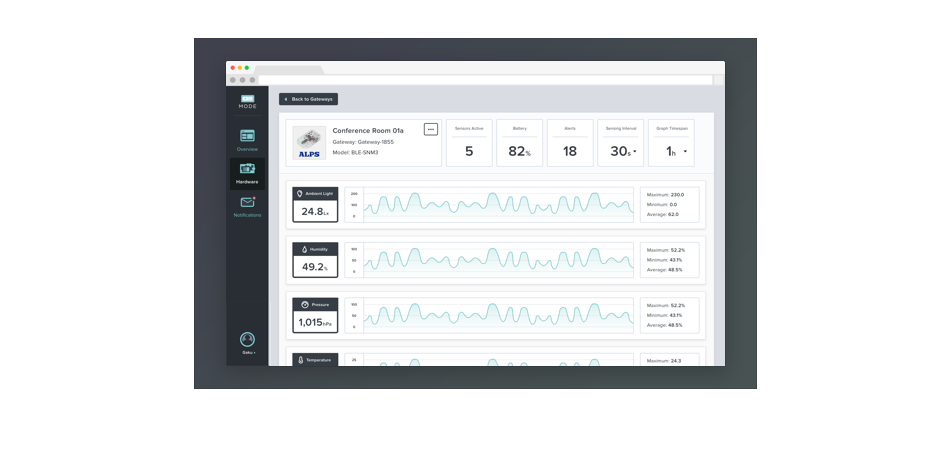 CDR
MODE
Overview
Hardware
Notifications
Gaku
Back to Gateways
ALPS
Conference Room 01a
Gateway: Gateway-1855
Model: BLE-SNM3
Sensors Active
5
Battery
82%
Alerts
18
Sensing Interval
30s
Graph Timespan
1h
Ambient Light
24.8Lx
200
100
0
Maximum: 230.0
Minimum: 0.0
Average: 62.0
Humidity
49.2%
100
50
0
Maximum: 52.2%
Minimum: 43.1%
Average: 48.5%
Pressure
1,015hPa
100
50
0
Maximum: 52.2%
Minimum: 43.1%
Average: 48.5%
Temperature
25
Maximum: 24.3